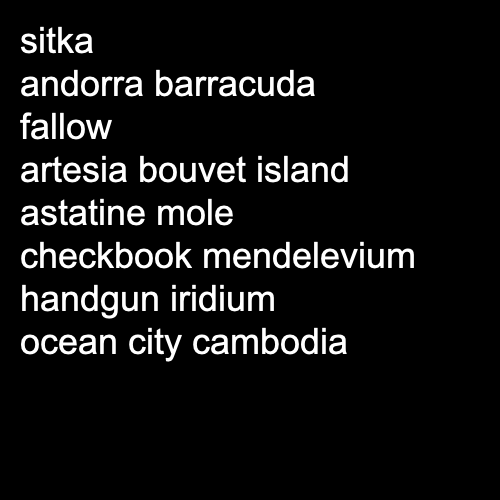 sitka
andorra barracuda
fallow
artesia bouvet island
astatine mole
checkbook mendelevium
handgun iridium
ocean city cambodia